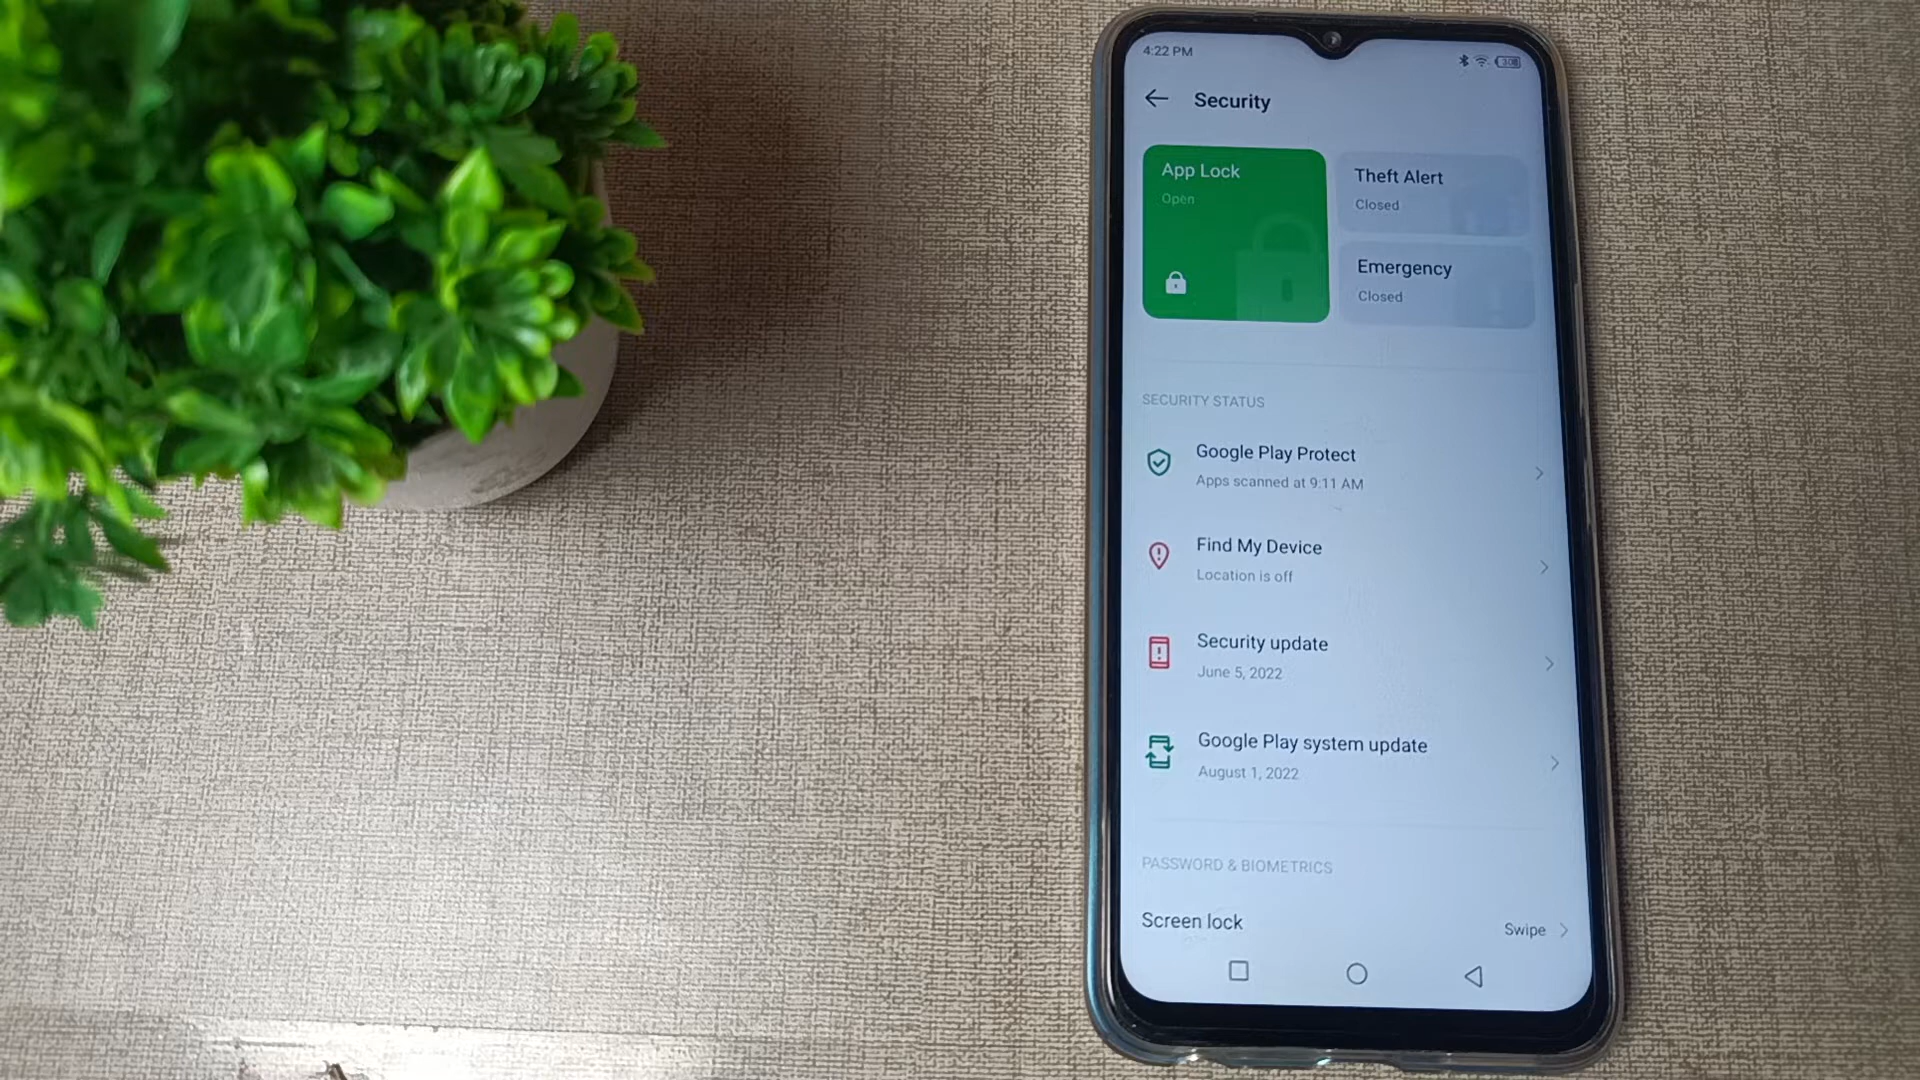 4:22 PM
Security
App Lock
Open
Theft Alert
Closed
Emergency
Closed
SECURITY STATUS
Google Play Protect
Apps scanned at 9:11 AM
Find My Device
Location is off
Security update
June 5, 2022
Google Play system update
August 1, 2022
PASSWORD & BIOMETRICS
Screen lock
Swipe